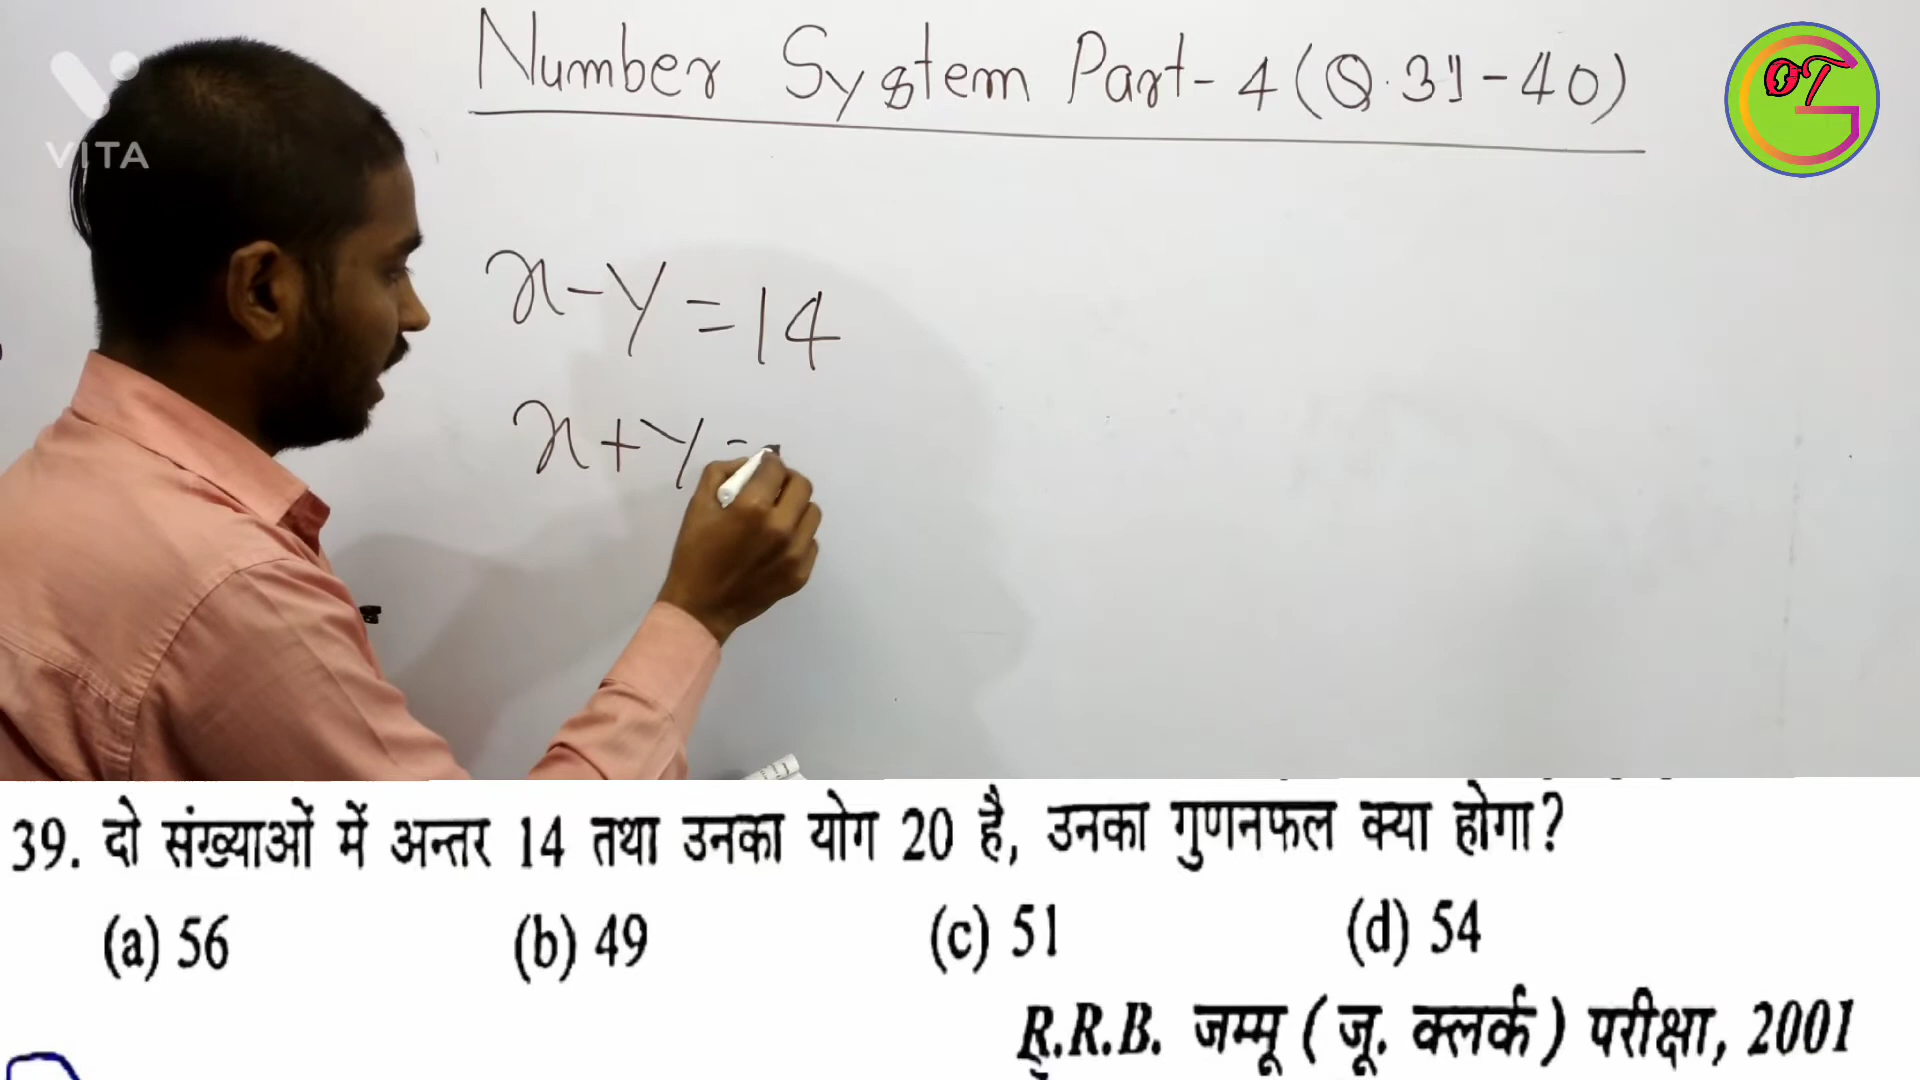 VITA
Number System Part-4 (Q.31-40)
OT
G
x-y=14
x+y=
39. दो संख्याओं में अन्तर 14 तथा उनका योग 20 है, उनका गुणनफल क्या होगा?
(a) 56 (b) 49 (c) 51 (d) 54
R.R.B. जम्मू ( जू. क्लर्क ) परीक्षा, 2001